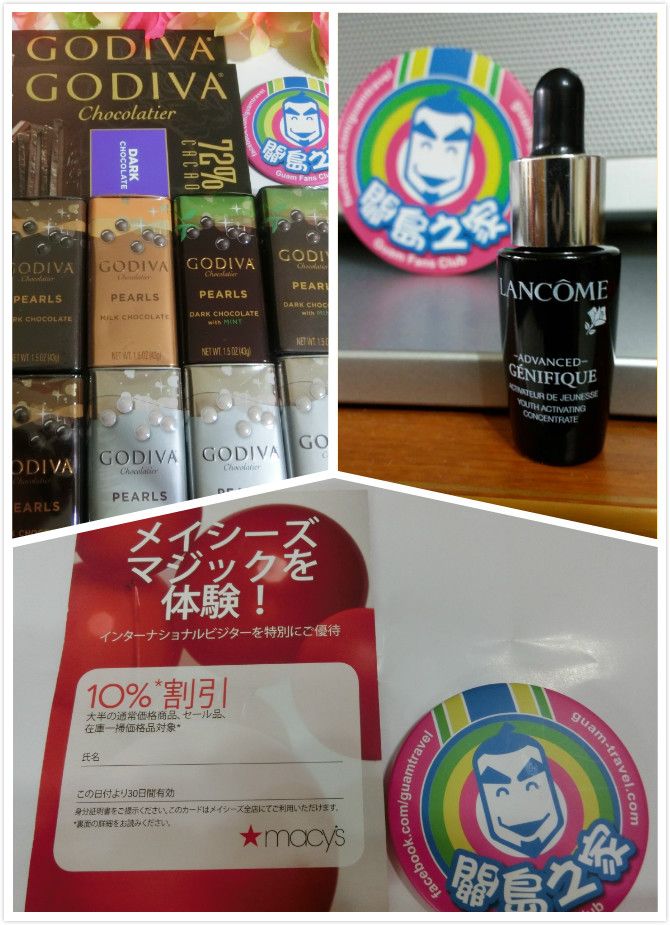 GODIVA
GODIVA
Chocolatier
DARK
CHOCOLATE
72%
CACAO
Guam Fans Club
GODIVA
Chocolatier
PEARLS
MILK CHOCOLATE
NET WT. 1.5 OZ (43g)
GODIVA
Chocolatier
PEARLS
DARK CHOCOLATE
with MINT
NET WT. 1.5 OZ (43g)
GODIVA
Chocolatier
PEARLS
DARK CHOCOLATE
GODIVA
Chocolatier
PEARLS
GODIVA
Chocolatier
關島之家
Guam Fans Club
LANCÔME
ADVANCED
GÉNIFIQUE
ACTIVATEUR DE JEUNESSE
YOUTH ACTIVATING
CONCENTRATE
メイシーズ
マジックを
体験！
インターナショナルビジターを特別にご優待
10%*割引
大半の通常価格商品、セール品、
在庫一掃価格品対象*
氏名
この日付より30日間有効
身分証明書をご提示ください。このカードはメイシーズ全店にてご利用いただけます。
*裏面の詳細をお読みください。
★macy's
facebook.com/guamtravel
guam-travel.com
關島之家